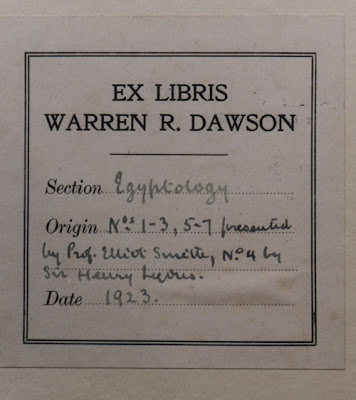 EX LIBRIS
WARREN R. DAWSON
Section Egyptology
Origin Nos 1-3, 5-7 presented
by Prof. Elliot Smith, No 4 by
Sir Henry Lyons.
Date 1923.